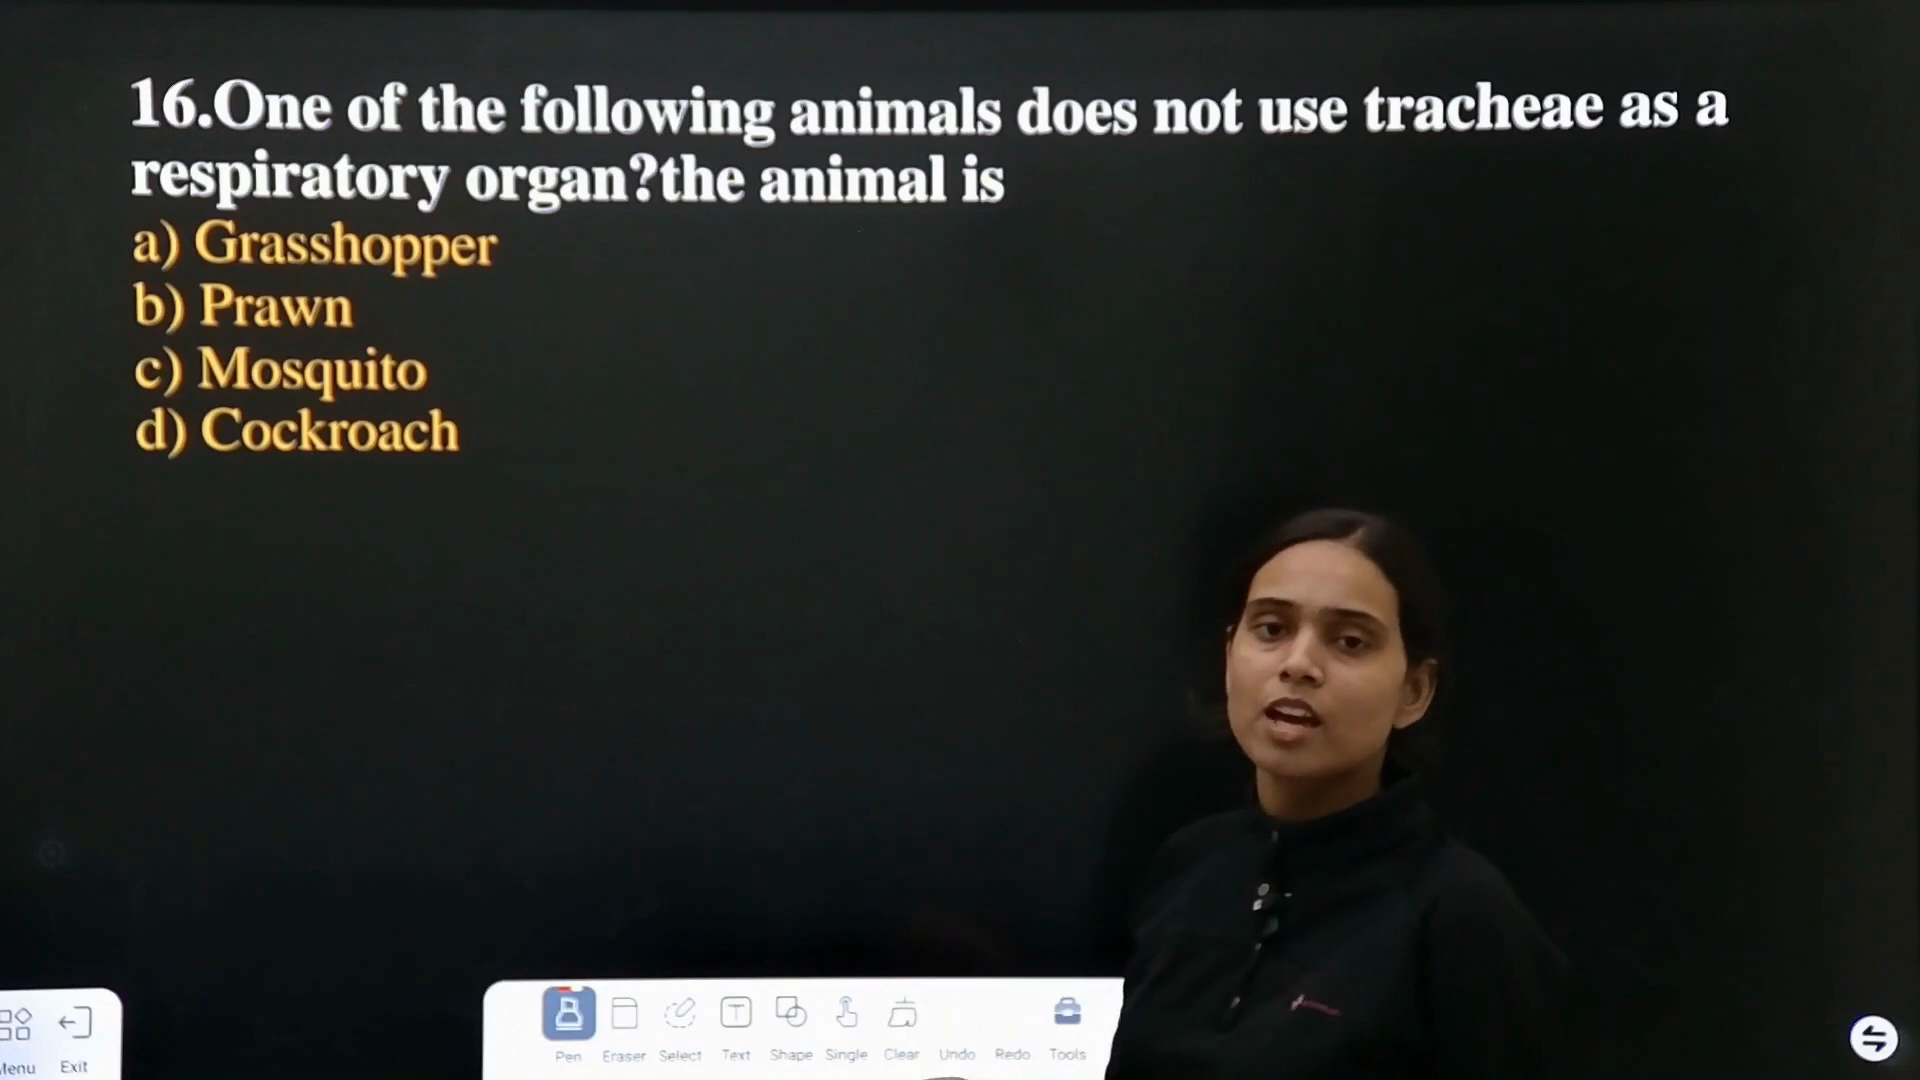 16.One of the following animals does not use tracheae as a
respiratory organ?the animal is
a) Grasshopper
b) Prawn
c) Mosquito
d) Cockroach
Menu Exit
Pen Eraser Select Text Shape Single Clear Undo Redo Tools